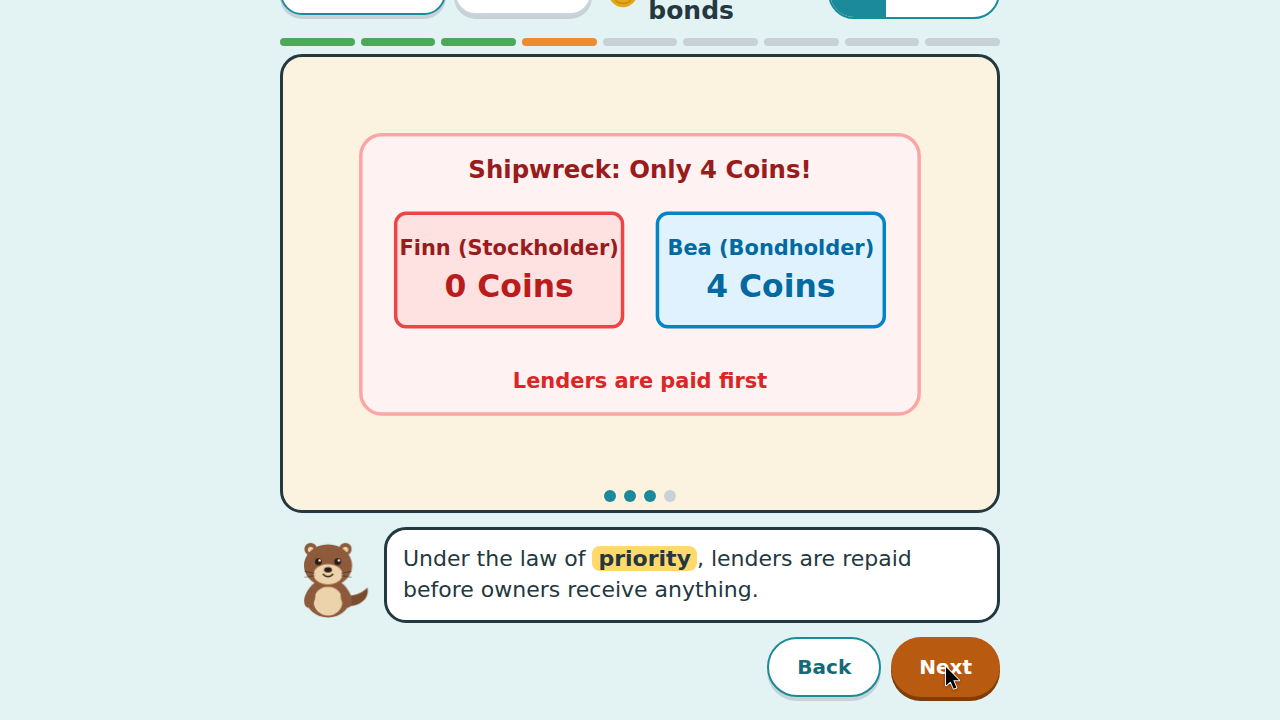 bonds
Shipwreck: Only 4 Coins!
Finn (Stockholder)
0 Coins
Bea (Bondholder)
4 Coins
Lenders are paid first
Under the law of priority, lenders are repaid
before owners receive anything.
Back
Next